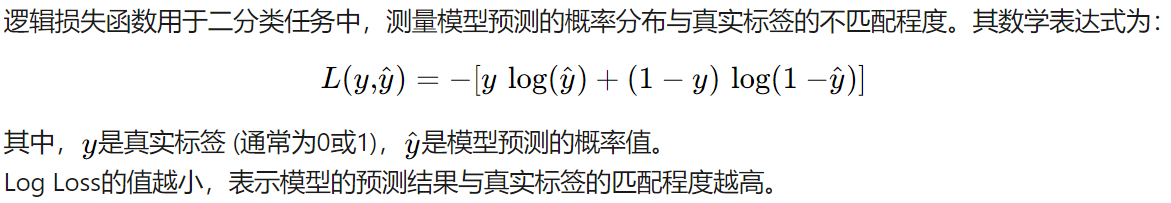 逻辑损失函数用于二分类任务中，测量模型预测的概率分布与真实标签的不匹配程度。其数学表达式为：
L(y,ŷ) = −[y log(ŷ) + (1 − y) log(1 −ŷ)]
其中，y是真实标签 (通常为0或1)，ŷ是模型预测的概率值。
Log Loss的值越小，表示模型的预测结果与真实标签的匹配程度越高。